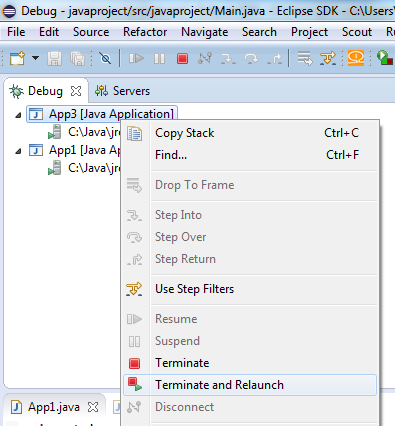 Debug - javaproject/src/javaproject/Main.java - Eclipse SDK - C:\Users\
File Edit Source Refactor Navigate Search Project Scout Run
Debug Servers
App3 [Java Application]
C:\Java\jr
App1 [Java Ap
C:\Java\jr
Copy Stack Ctrl+C
Find... Ctrl+F
Drop To Frame
Step Into
Step Over
Step Return
Use Step Filters
Resume
Suspend
Terminate
Terminate and Relaunch
Disconnect
App1.java